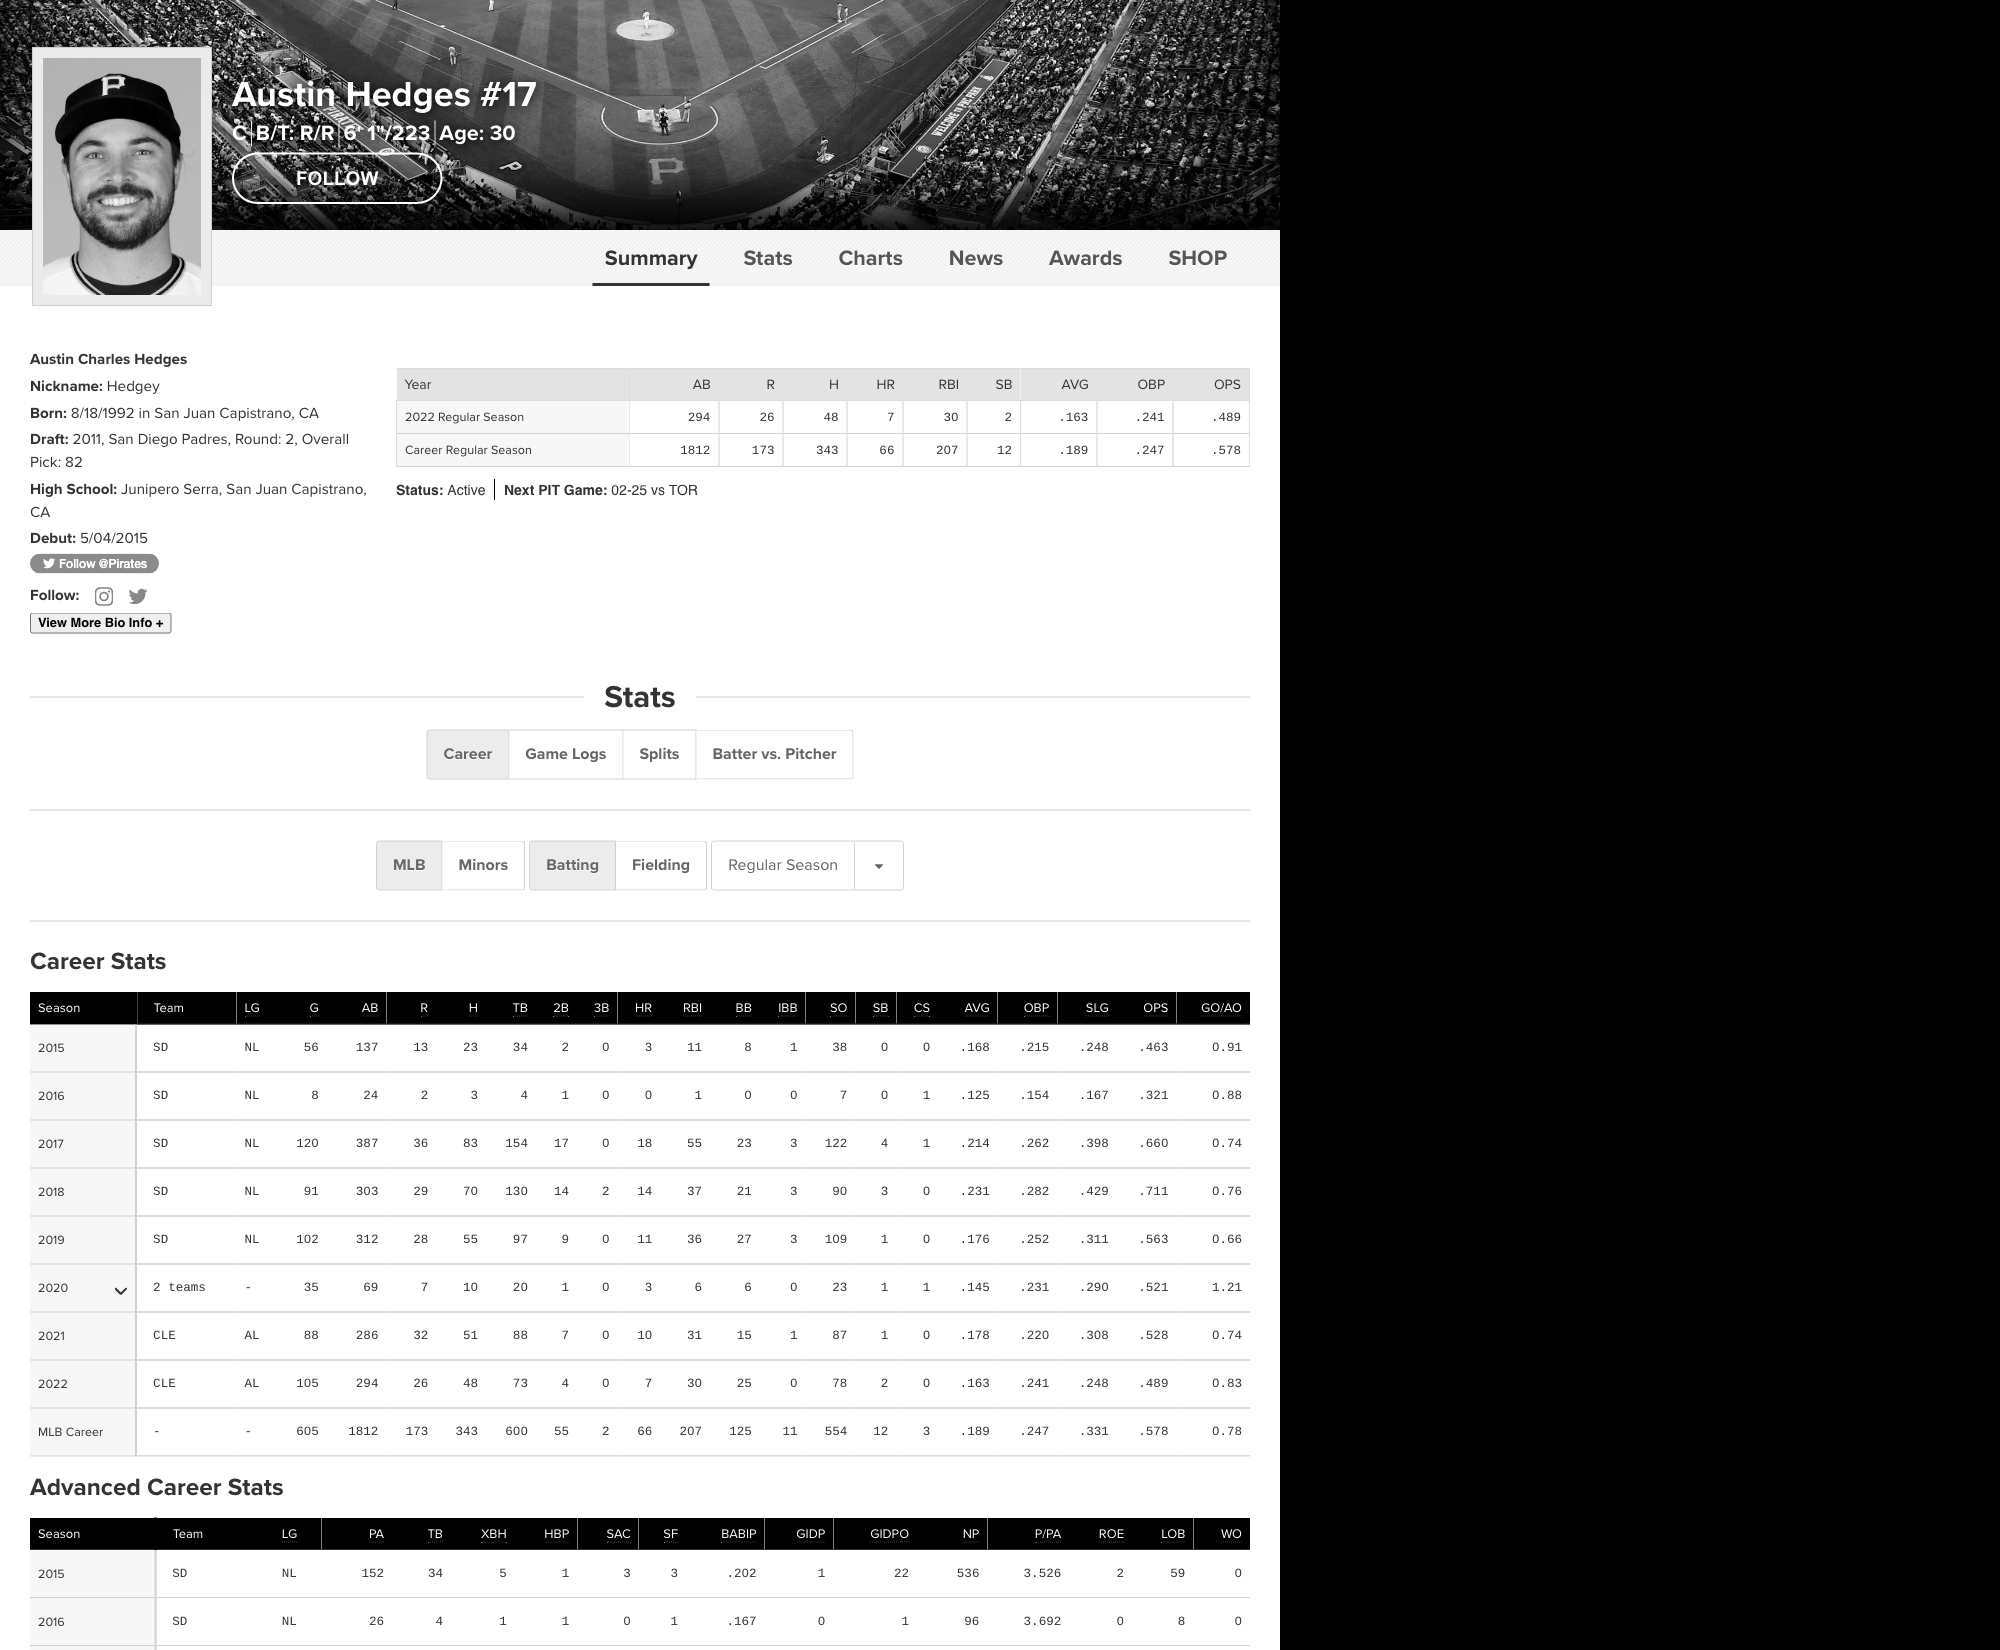 Austin Hedges #17
C B/T: R/R 6' 1"/223 Age: 30
FOLLOW
WELCOME TO PNC PARK
P
P
Summary Stats Charts News Awards SHOP
Austin Charles Hedges
Nickname: Hedgey
Born: 8/18/1992 in San Juan Capistrano, CA
Draft: 2011, San Diego Padres, Round: 2, Overall
Pick: 82
High School: Junipero Serra, San Juan Capistrano,
CA
Debut: 5/04/2015
Follow @Pirates
Follow:
View More Bio Info +
Year AB R H HR RBI SB AVG OBP OPS
2022 Regular Season 294 26 48 7 30 2 .163 .241 .489
Career Regular Season 1812 173 343 66 207 12 .189 .247 .578
Status: Active Next PIT Game: 02-25 vs TOR
Stats
Career Game Logs Splits Batter vs. Pitcher
MLB Minors Batting Fielding Regular Season
Career Stats
Season Team LG G AB R H TB 2B 3B HR RBI BB IBB SO SB CS AVG OBP SLG OPS GO/AO
2015 SD NL 56 137 13 23 34 2 0 3 11 8 1 38 0 0 .168 .215 .248 .463 0.91
2016 SD NL 8 24 2 3 4 1 0 0 1 0 0 7 0 1 .125 .154 .167 .321 0.88
2017 SD NL 120 387 36 83 154 17 0 18 55 23 3 122 4 1 .214 .262 .398 .660 0.74
2018 SD NL 91 303 29 70 130 14 2 14 37 21 3 90 3 0 .231 .282 .429 .711 0.76
2019 SD NL 102 312 28 55 97 9 0 11 36 27 3 109 1 0 .176 .252 .311 .563 0.66
2020 2 teams - 35 69 7 10 20 1 0 3 6 6 0 23 1 1 .145 .231 .290 .521 1.21
2021 CLE AL 88 286 32 51 88 7 0 10 31 15 1 87 1 0 .178 .220 .308 .528 0.74
2022 CLE AL 105 294 26 48 73 4 0 7 30 25 0 78 2 0 .163 .241 .248 .489 0.83
MLB Career - - 605 1812 173 343 600 55 2 66 207 125 11 554 12 3 .189 .247 .331 .578 0.78
Advanced Career Stats
Season Team LG PA TB XBH HBP SAC SF BABIP GIDP GIDPO NP P/PA ROE LOB WO
2015 SD NL 152 34 5 1 3 3 .202 1 22 536 3.526 2 59 0
2016 SD NL 26 4 1 1 0 1 .167 0 1 96 3.692 0 8 0